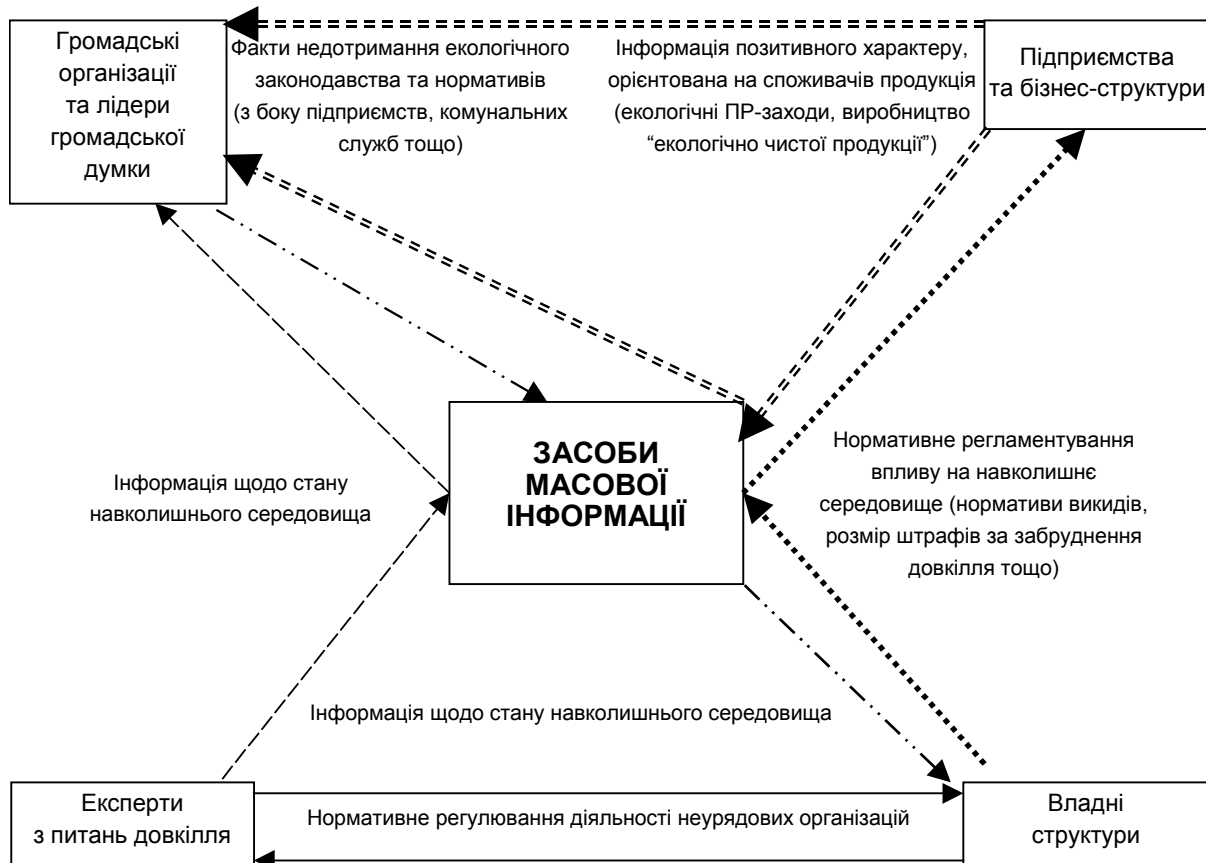 Громадські
організації
та лідери
громадської
думки
Факти недотримання екологічного
законодавства та нормативів
(з боку підприємств, комунальних
служб тощо)
Інформація позитивного характеру,
орієнтована на споживачів продукція
(екологічні ПР-заходи, виробництво
“екологічно чистої продукції”)
Підприємства
та бізнес-структури
ЗАСОБИ
МАСОВОЇ
ІНФОРМАЦІЇ
Інформація щодо стану
навколишнього середовища
Нормативне регламентування
впливу на навколишнє
середовище (нормативи викидів,
розмір штрафів за забруднення
довкілля тощо)
Інформація щодо стану навколишнього середовища
Експерти
з питань довкілля
Нормативне регулювання діяльності неурядових організацій
Владні
структури